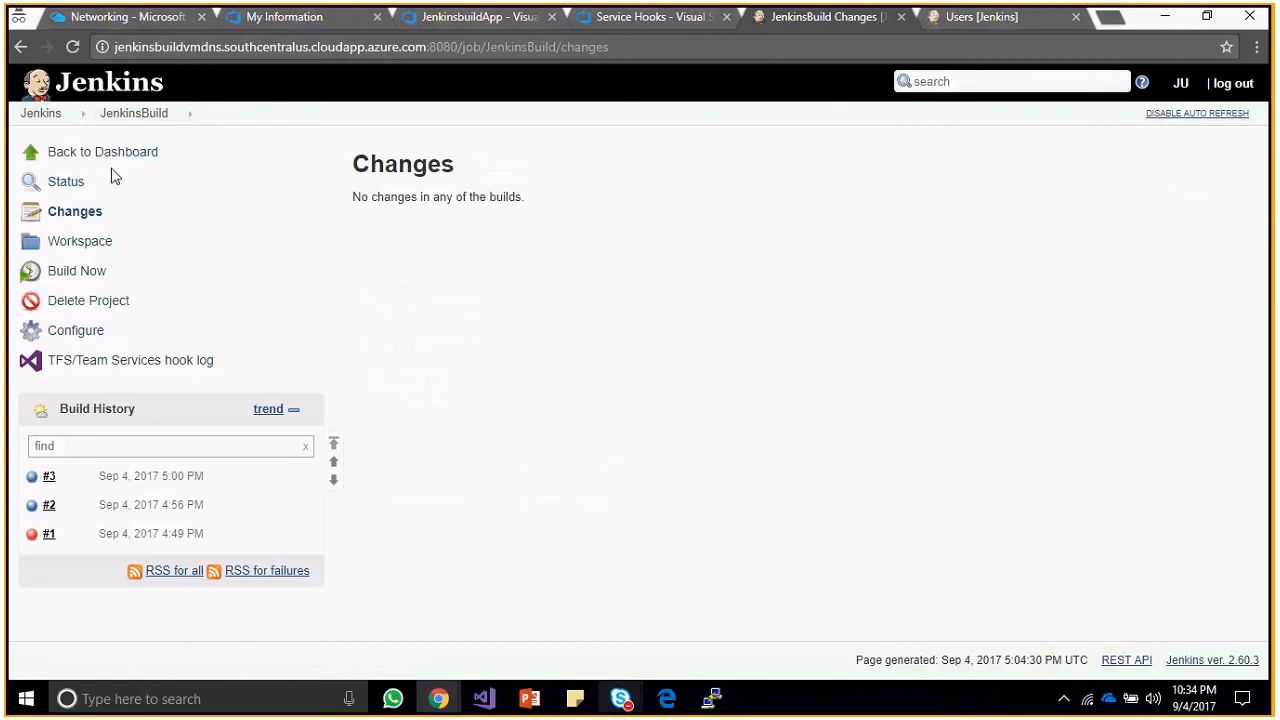 Networking - Microsoft
My Information
JenkinsbuildApp - Visua
Service Hooks - Visual S
JenkinsBuild Changes [J
Users [Jenkins]
jenkinsbuildvmdns.southcentralus.cloudapp.azure.com:8080/job/JenkinsBuild/changes
Jenkins
search
JU | log out
Jenkins
JenkinsBuild
DISABLE AUTO REFRESH
Back to Dashboard
Status
Changes
Workspace
Build Now
Delete Project
Configure
TFS/Team Services hook log
Changes
No changes in any of the builds.
Build History
trend
find x
#3 Sep 4, 2017 5:00 PM
#2 Sep 4, 2017 4:56 PM
#1 Sep 4, 2017 4:49 PM
RSS for all RSS for failures
Page generated: Sep 4, 2017 5:04:30 PM UTC REST API Jenkins ver. 2.60.3
Type here to search
10:34 PM
9/4/2017